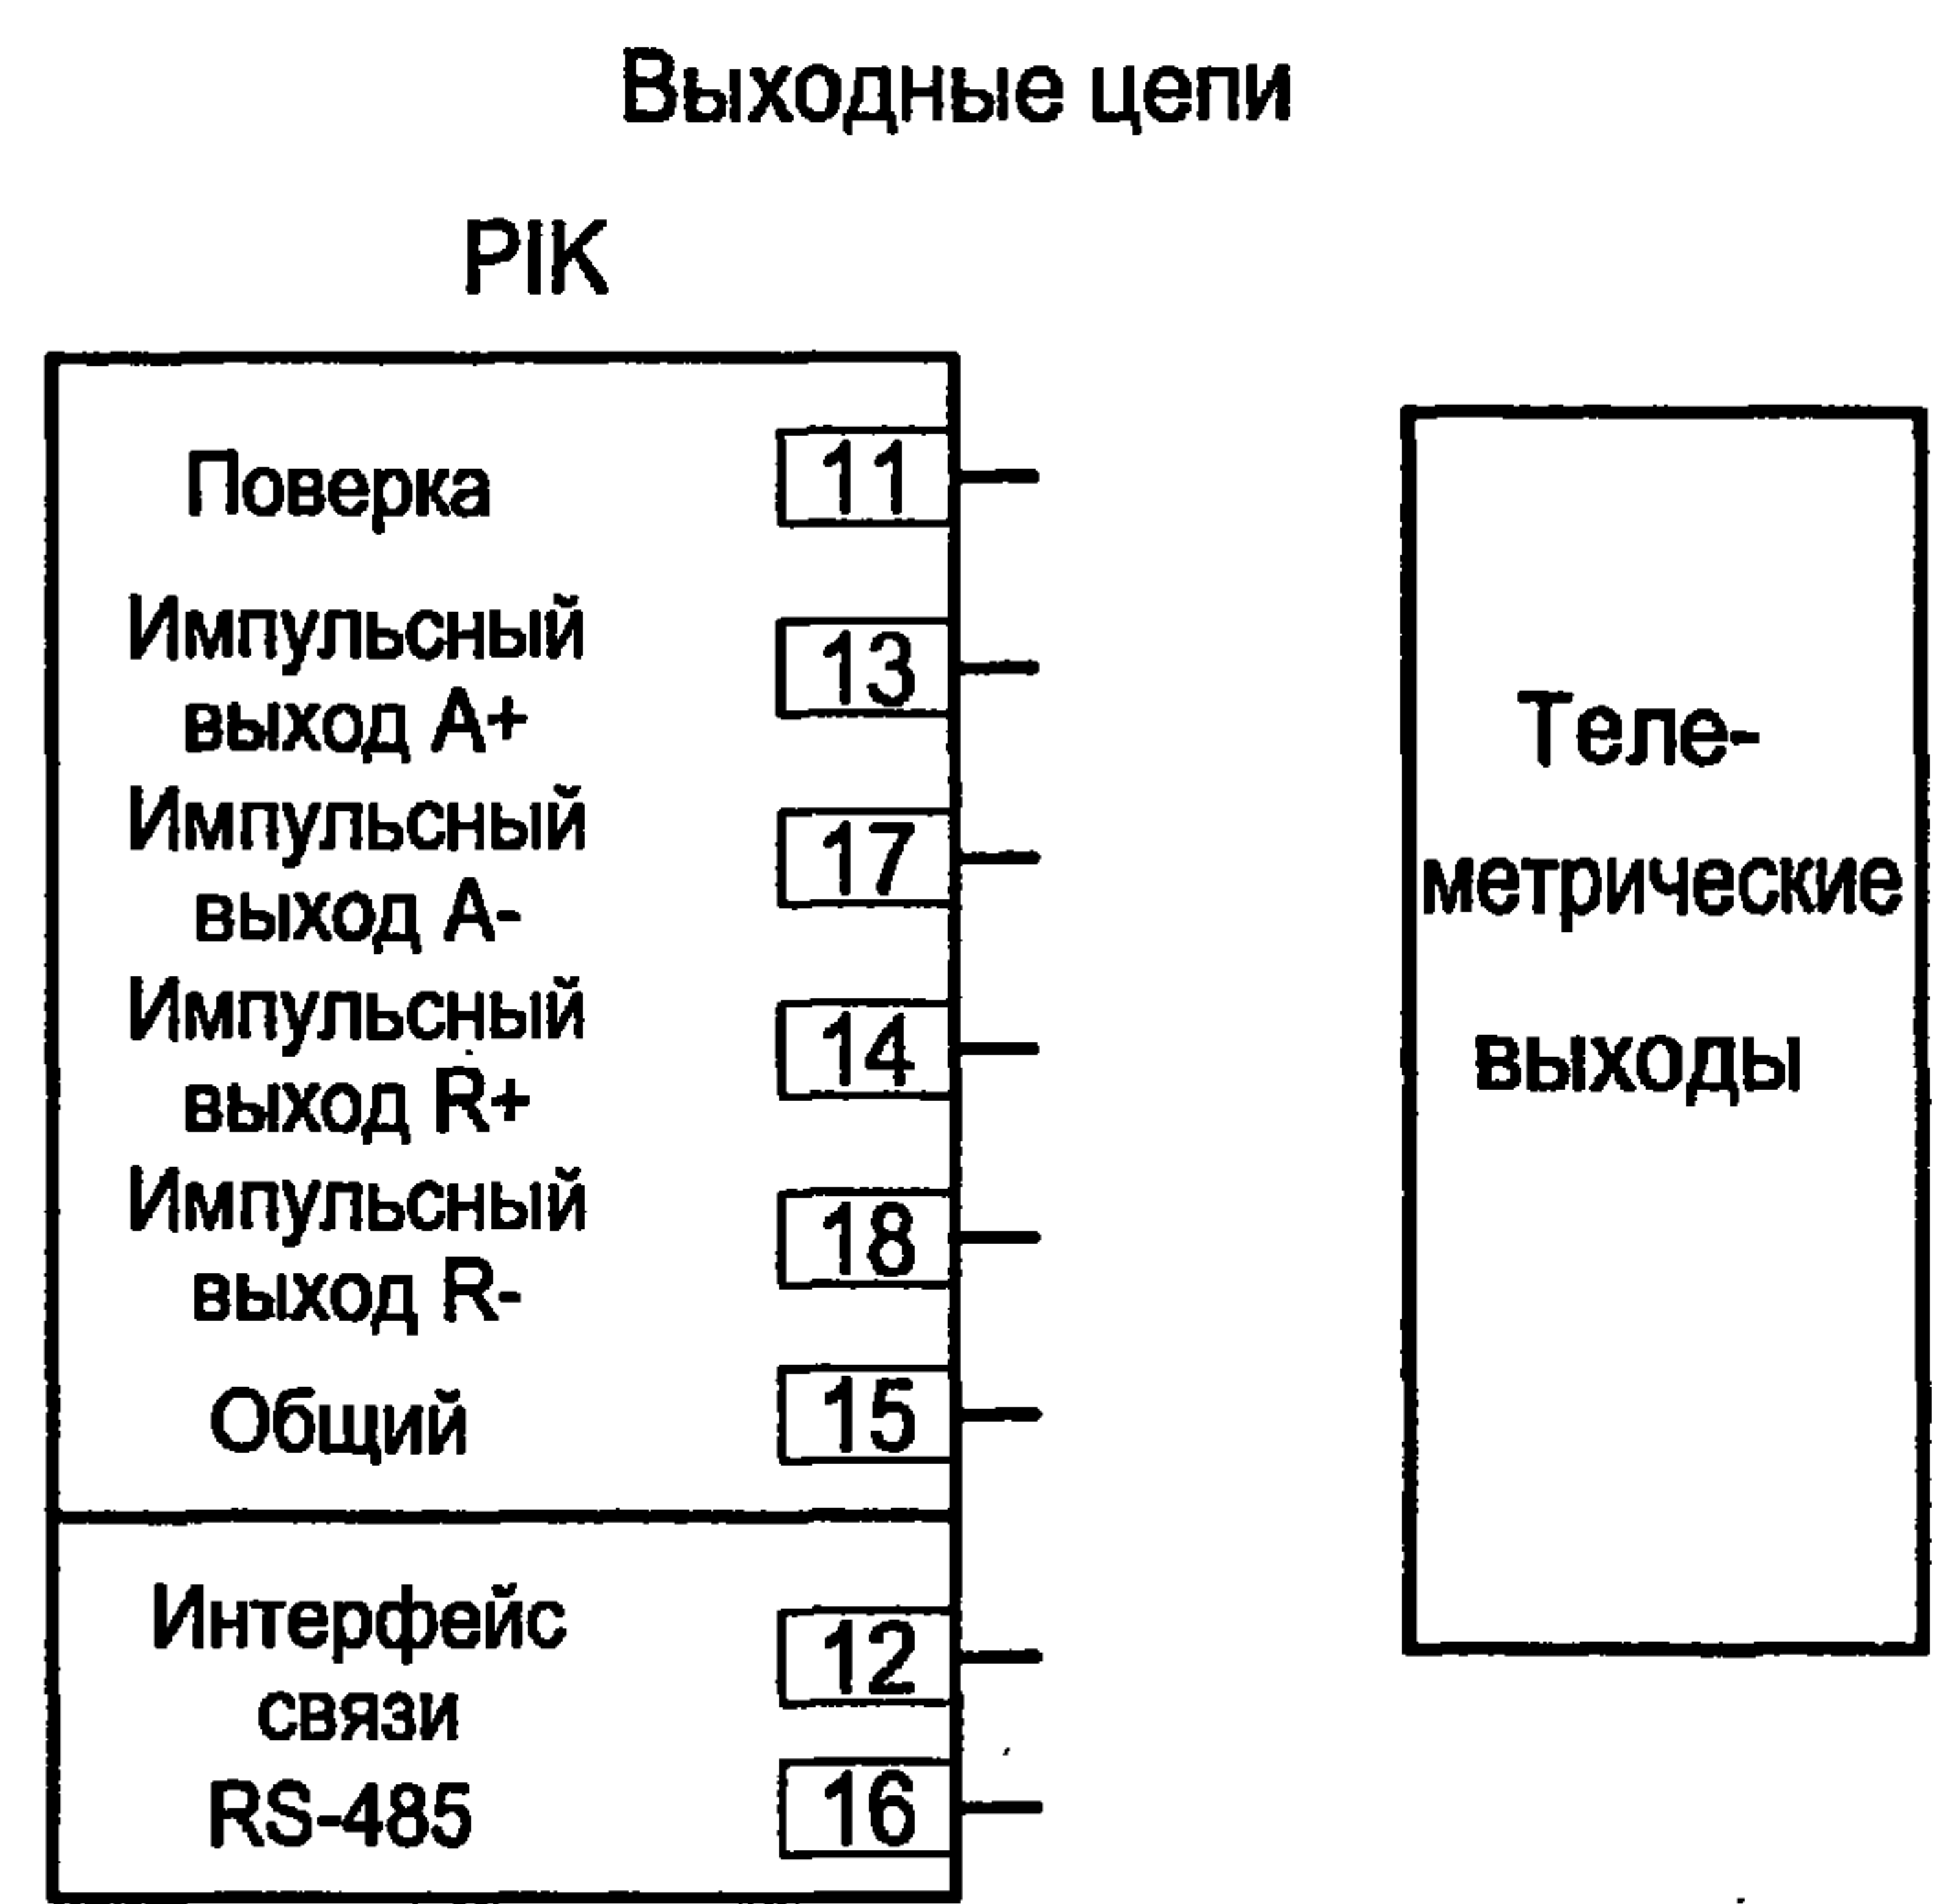 Выходные цепи
PIK
Поверка
11
Импульсный
выход A+
13
Импульсный
выход A-
17
Импульсный
выход R+
14
Импульсный
выход R-
18
Общий
15
Интерфейс
связи
RS-485
12
16
Теле-
метрические
выходы